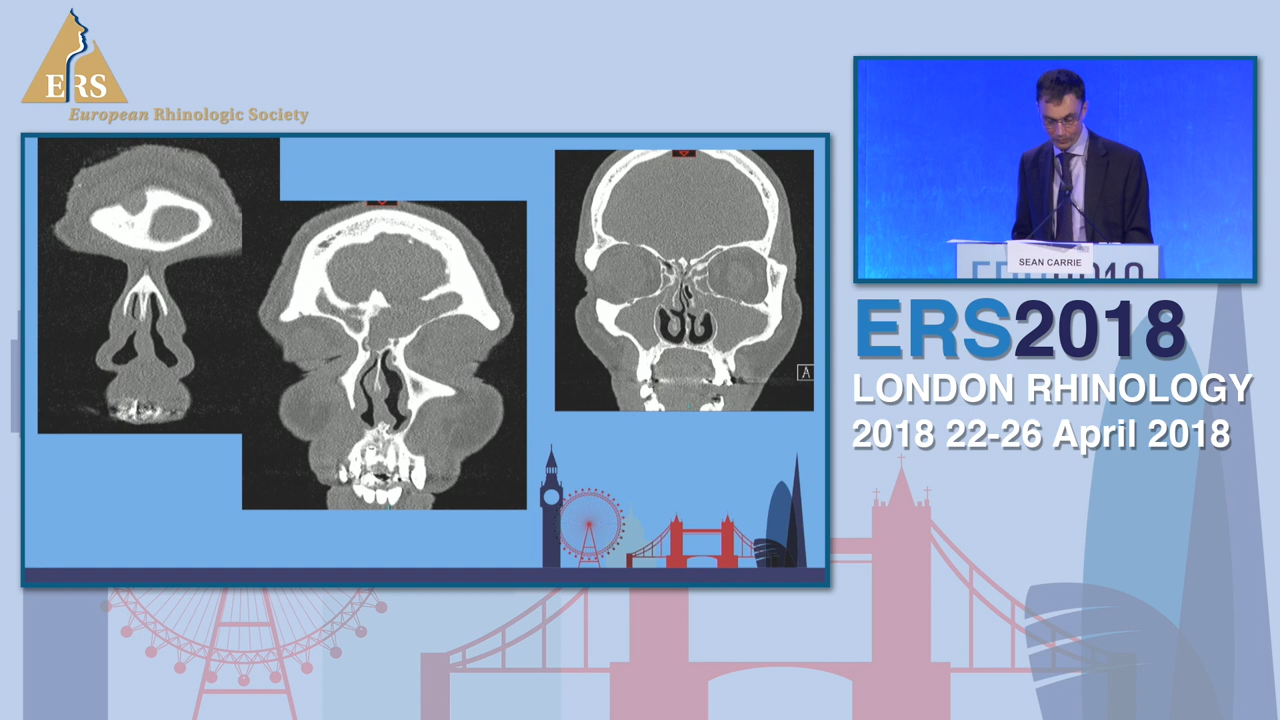 ERS
European Rhinologic Society
A
SEAN CARRIE
ERS2018
LONDON RHINOLOGY
2018 22-26 April 2018